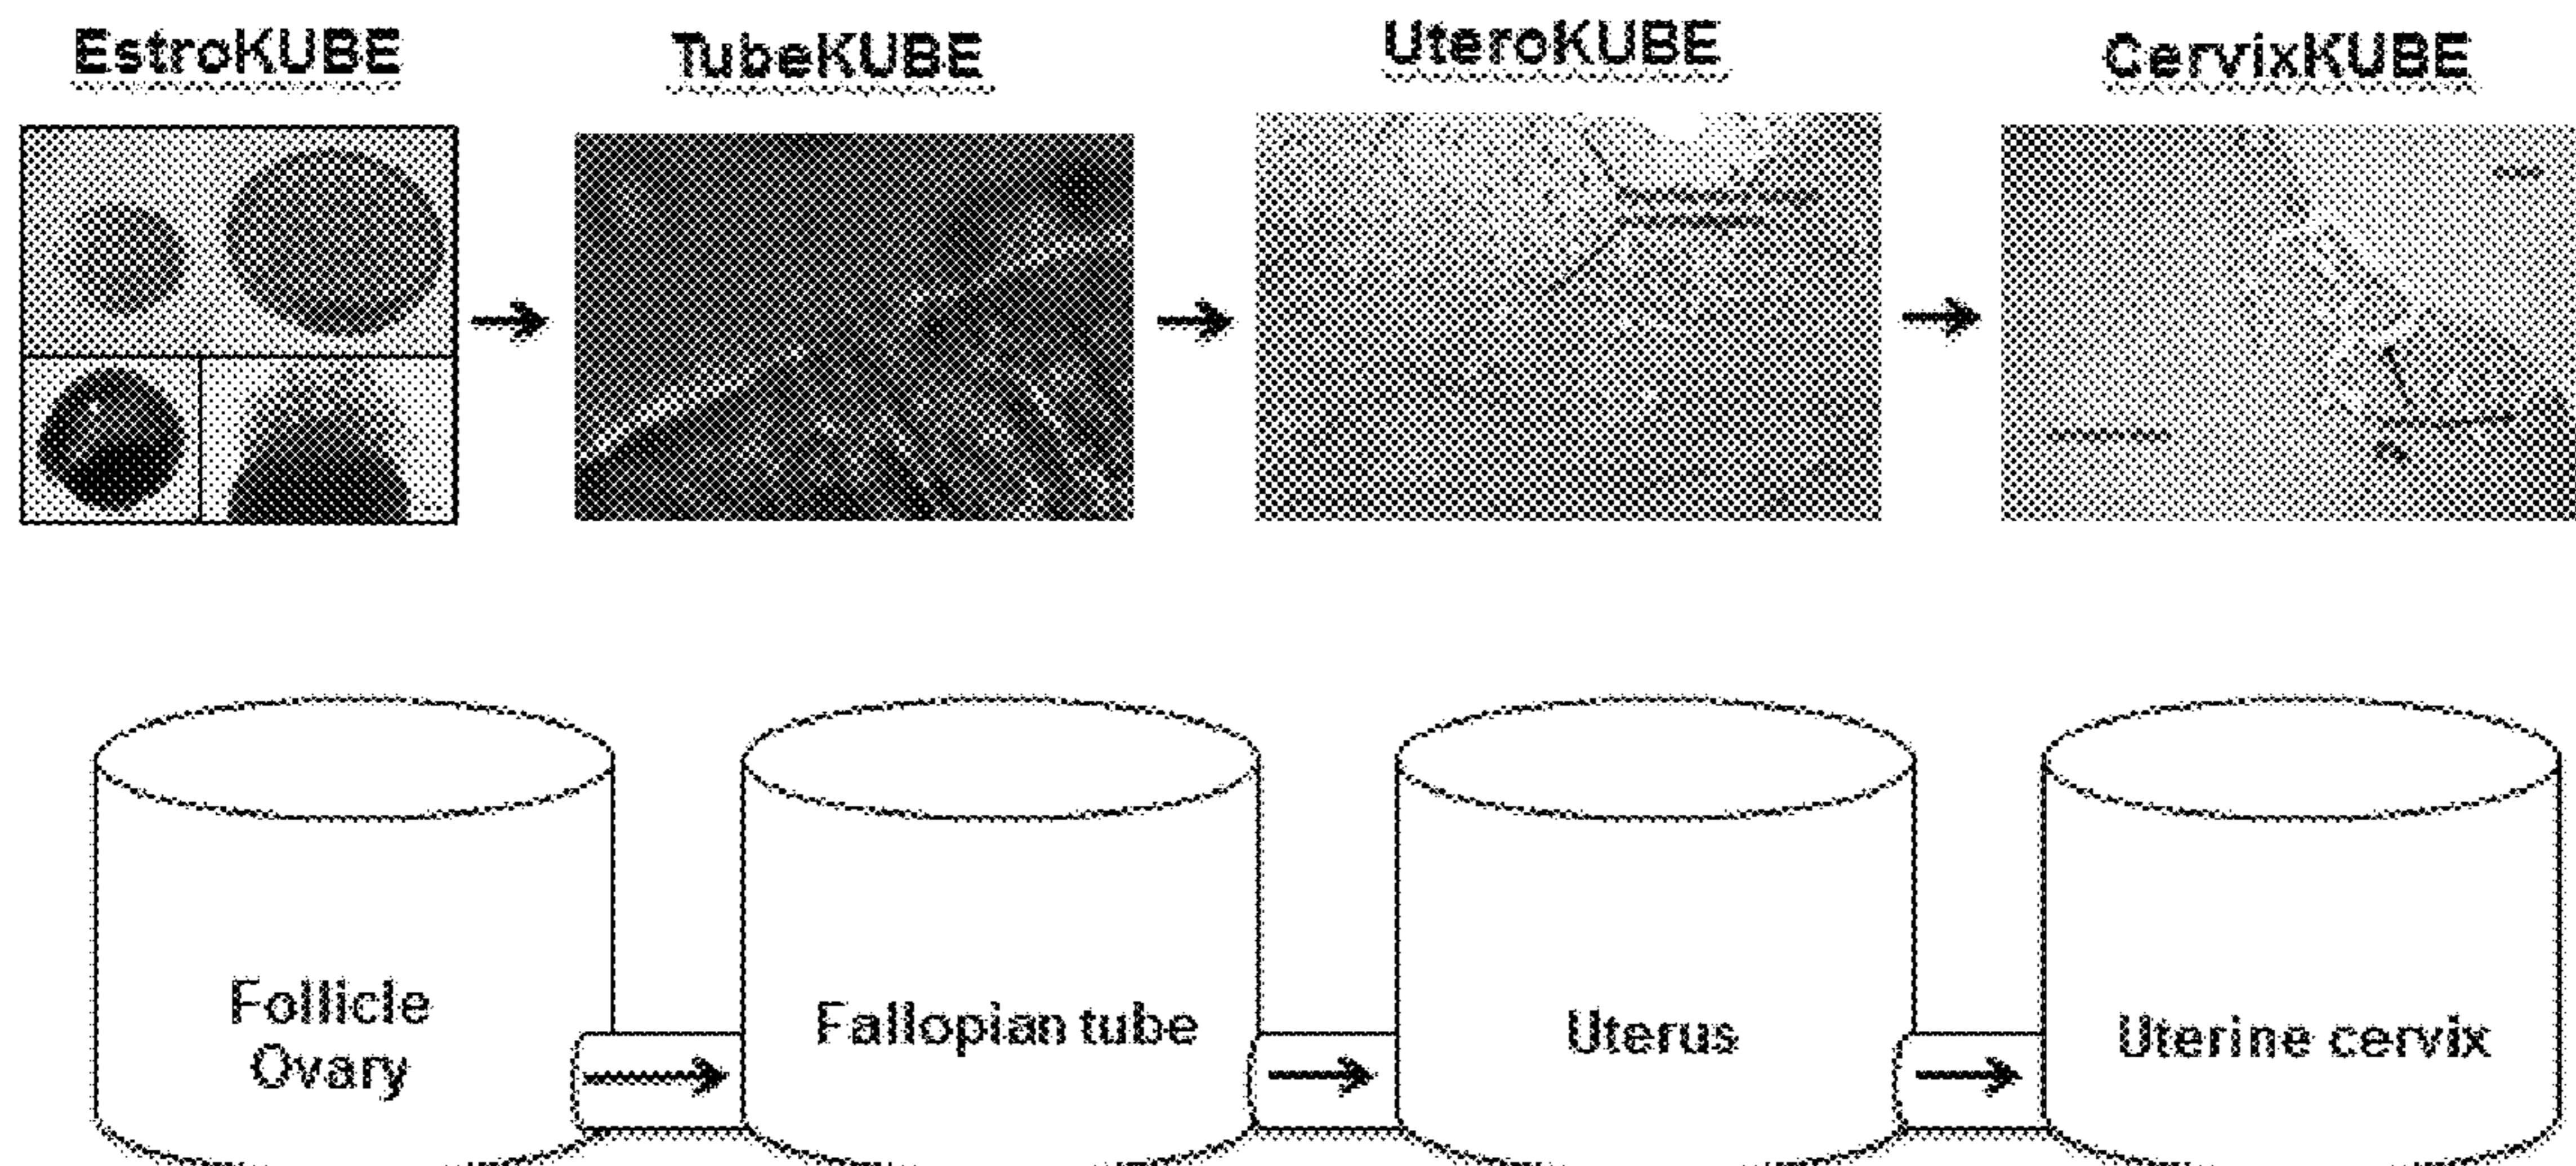 EstroKUBE
TubeKUBE
UteroKUBE
CervixKUBE
Follicle
Ovary
Fallopian tube
Uterus
Uterine cervix